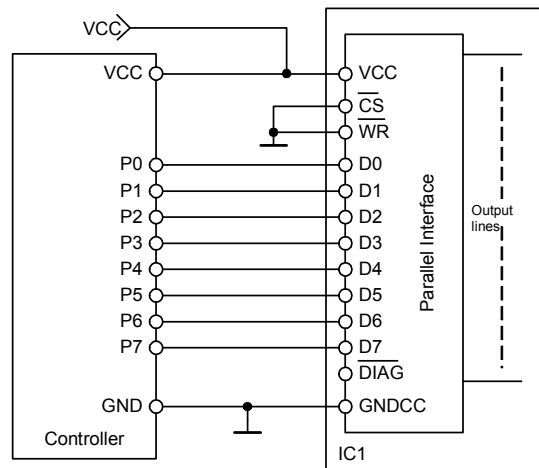 VCC
VCC
VCC
CS
WR
P0
D0
P1
D1
P2
D2
P3
D3
P4
D4
P5
D5
P6
D6
P7
D7
DIAG
GND
GNDCC
Controller
Parallel Interface
Output
lines
IC1